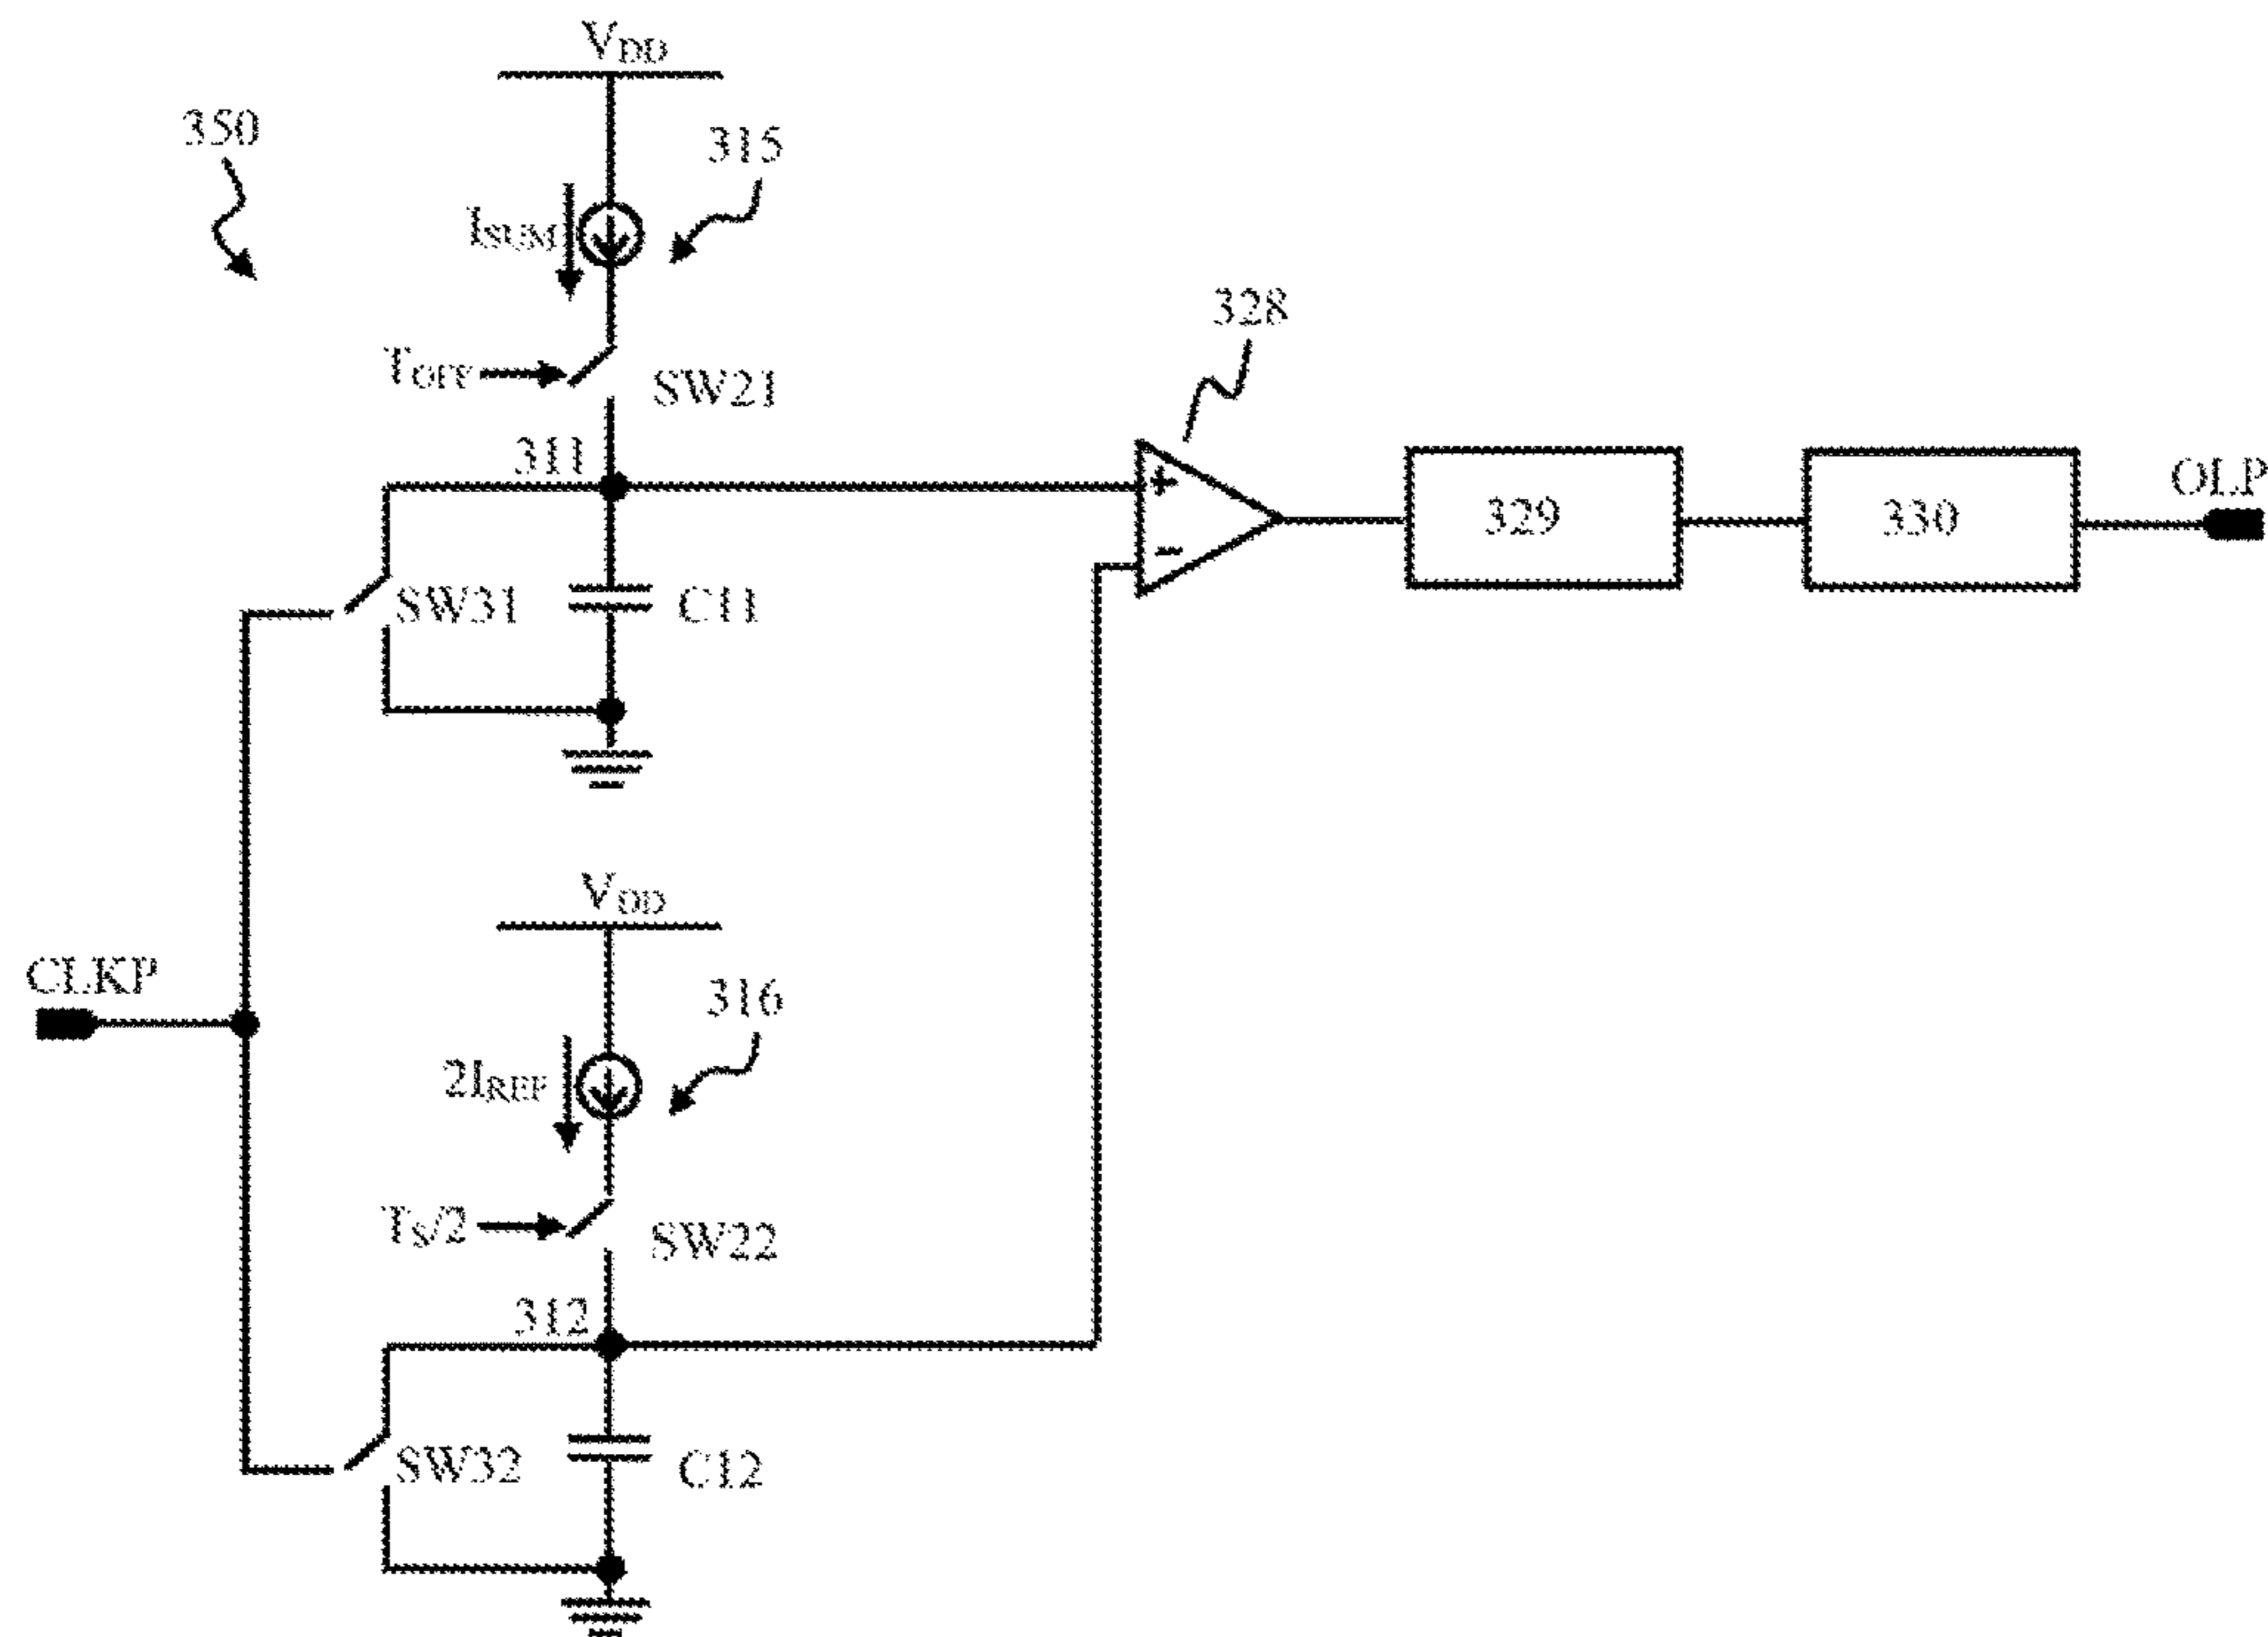 VDD
350
315
ISUM
328
TOFF
SW21
311
+
OLP
329
330
−
SW31
C11
VDD
CLKP
316
2IREF
TS/2
SW22
312
SW32
C12